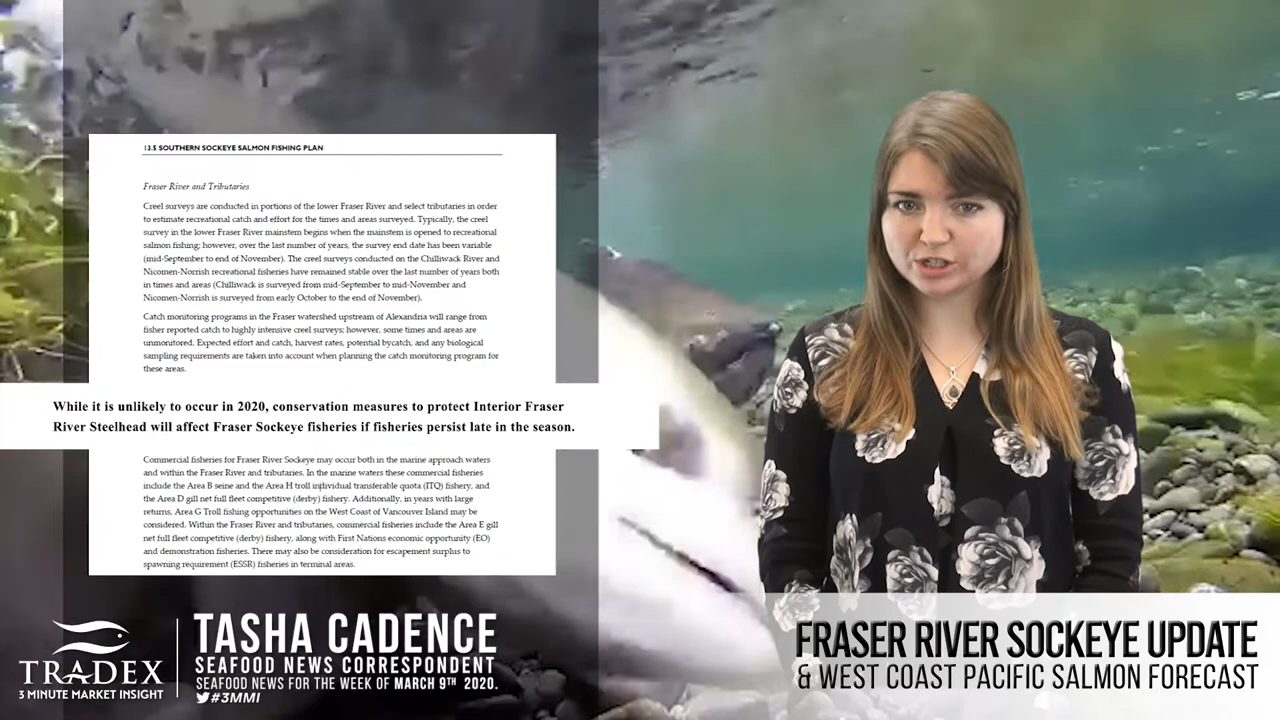 13.5 SOUTHERN SOCKEYE SALMON FISHING PLAN
Fraser River and Tributaries
Creel surveys are conducted in portions of the lower Fraser River and select tributaries in order
to estimate recreational catch and effort for the times and areas surveyed. Typically, the creel
survey in the lower Fraser River mainstem begins when the mainstem is opened to recreational
salmon fishing; however, over the last number of years, the survey end date has been variable
(mid-September to end of November). The creel surveys conducted on the Chilliwack River and
Nicomen-Norrish recreational fisheries have remained stable over the last number of years both
in times and areas (Chilliwack is surveyed from mid-September to mid-November and
Nicomen-Norrish is surveyed from early October to the end of November).
Catch monitoring programs in the Fraser watershed upstream of Alexandria will range from
fisher reported catch to highly intensive creel surveys; however, some times and areas are
unmonitored. Expected effort and catch, harvest rates, potential bycatch, and any biological
sampling requirements are taken into account when planning the catch monitoring program for
these areas.
While it is unlikely to occur in 2020, conservation measures to protect Interior Fraser
River Steelhead will affect Fraser Sockeye fisheries if fisheries persist late in the season.
Commercial fisheries for Fraser River Sockeye may occur both in the marine approach waters
and within the Fraser River and tributaries. In the marine waters these commercial fisheries
include the Area B seine and the Area H troll individual transferable quota (ITQ) fishery, and
the Area D gill net full fleet competitive (derby) fishery. Additionally, in years with large
returns, Area G Troll fishing opportunities on the West Coast of Vancouver Island may be
considered. Within the Fraser River and tributaries, commercial fisheries include the Area E gill
net full fleet competitive (derby) fishery, along with First Nations economic opportunity (EO)
and demonstration fisheries. There may also be consideration for escapement surplus to
spawning requirement (ESSR) fisheries in terminal areas.
TRADEX
3 MINUTE MARKET INSIGHT
TASHA CADENCE
SEAFOOD NEWS CORRESPONDENT
SEAFOOD NEWS FOR THE WEEK OF MARCH 9TH 2020.
#3MMI
FRASER RIVER SOCKEYE UPDATE
& WEST COAST PACIFIC SALMON FORECAST